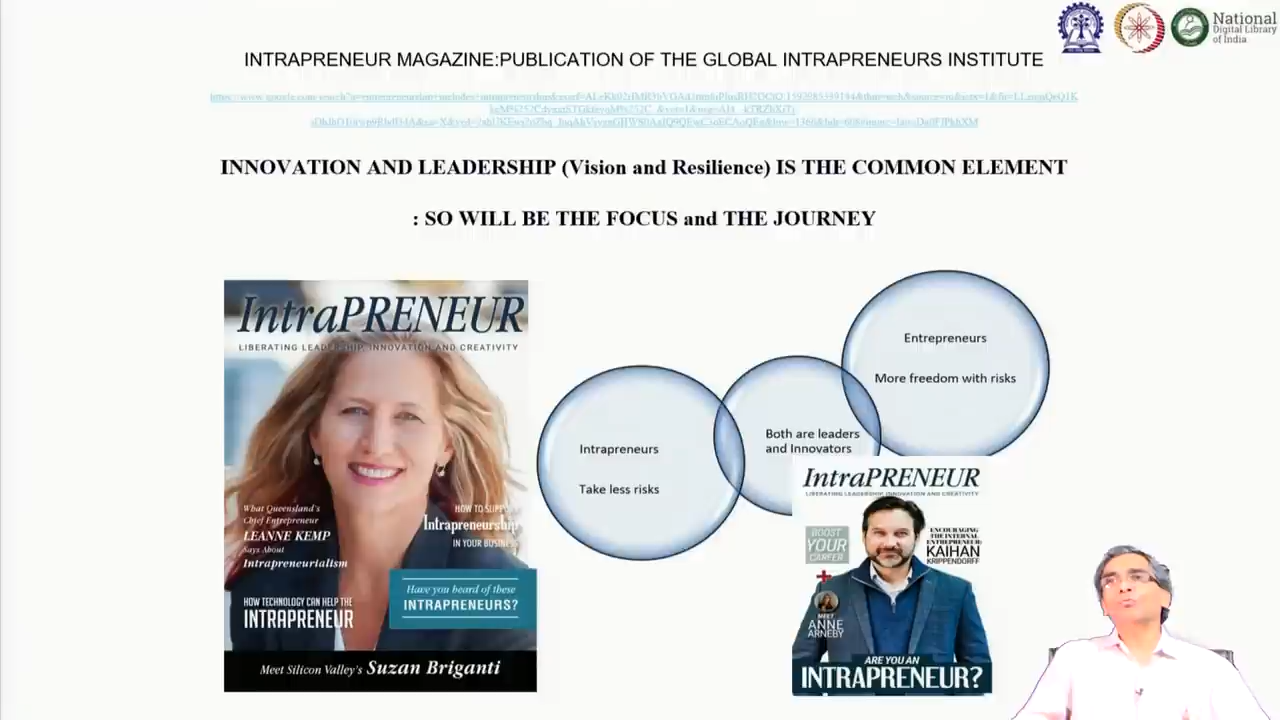 National
Digital Library
of India
INTRAPRENEUR MAGAZINE:PUBLICATION OF THE GLOBAL INTRAPRENEURS INSTITUTE
INNOVATION AND LEADERSHIP (Vision and Resilience) IS THE COMMON ELEMENT
: SO WILL BE THE FOCUS and THE JOURNEY
IntraPRENEUR
LIBERATING LEADERSHIP, INNOVATION AND CREATIVITY
What Queensland's
Chief Entrepreneur
LEANNE KEMP
Says About
Intrapreneurialism
HOW TO SUPPORT
Intrapreneurship
IN YOUR BUSINESS
HOW TECHNOLOGY CAN HELP THE
INTRAPRENEUR
Have you heard of these
INTRAPRENEURS?
Meet Silicon Valley's Suzan Briganti
Intrapreneurs
Take less risks
Both are leaders
and Innovators
Entrepreneurs
More freedom with risks
IntraPRENEUR
LIBERATING LEADERSHIP, INNOVATION AND CREATIVITY
BOOST
YOUR
CAREER
+
MEET
ANNE
ARNEBY
ENCOURAGING
THE INTERNAL
ENTREPRENEUR:
KAIHAN
KRIPPENDORFF
ARE YOU AN
INTRAPRENEUR?